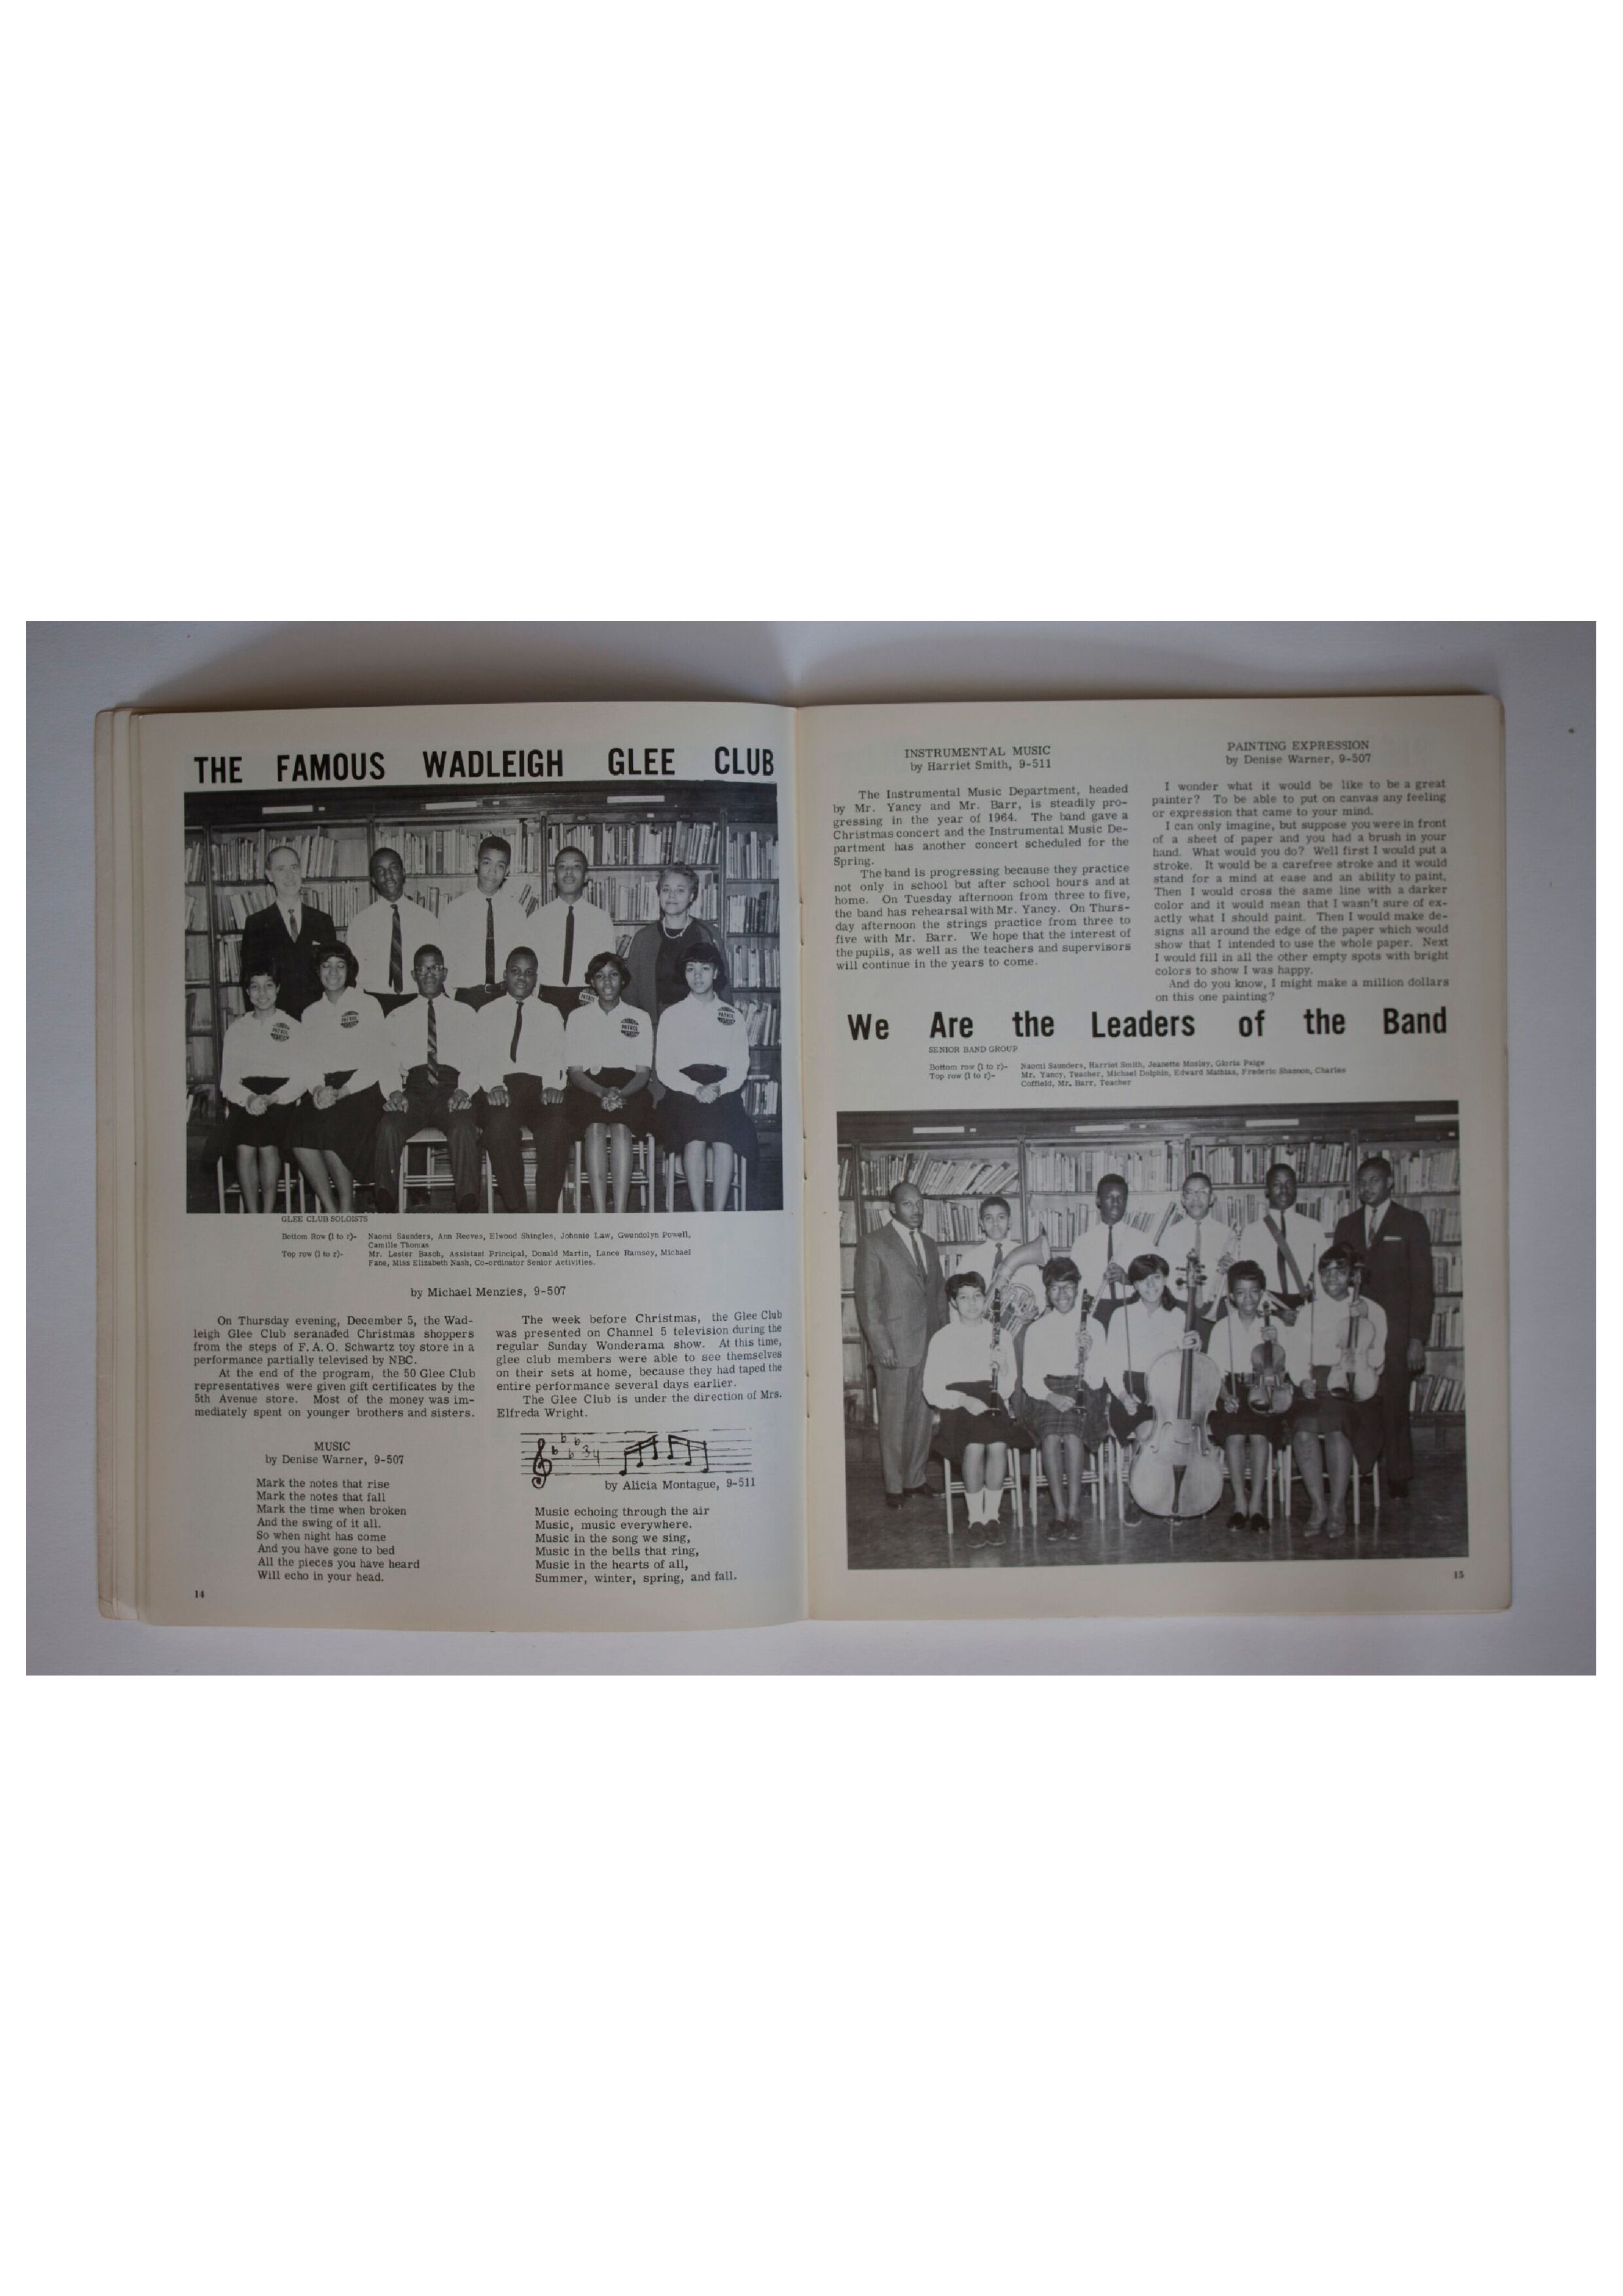 THE FAMOUS WADLEIGH GLEE CLUB
GLEE CLUB SOLOISTS
Bottom Row (l to r)- Naomi Saunders, Ann Reeves, Elwood Shingles, Johnnie Law, Gwendolyn Powell,
Camille Thomas
Top row (l to r)- Mr. Lester Basch, Assistant Principal, Donald Martin, Lance Ramsey, Michael
Fane, Miss Elizabeth Nash, Co-ordinator Senior Activities.
by Michael Menzies, 9-507
On Thursday evening, December 5, the Wad-
leigh Glee Club seranaded Christmas shoppers
from the steps of F. A. O. Schwartz toy store in a
performance partially televised by NBC.
At the end of the program, the 50 Glee Club
representatives were given gift certificates by the
5th Avenue store. Most of the money was im-
mediately spent on younger brothers and sisters.
The week before Christmas, the Glee Club
was presented on Channel 5 television during the
regular Sunday Wonderama show. At this time,
glee club members were able to see themselves
on their sets at home, because they had taped the
entire performance several days earlier.
The Glee Club is under the direction of Mrs.
Elfreda Wright.
MUSIC
by Denise Warner, 9-507
Mark the notes that rise
Mark the notes that fall
Mark the time when broken
And the swing of it all.
So when night has come
And you have gone to bed
All the pieces you have heard
Will echo in your head.
by Alicia Montague, 9-511
Music echoing through the air
Music, music everywhere.
Music in the song we sing,
Music in the bells that ring,
Music in the hearts of all,
Summer, winter, spring, and fall.
14
INSTRUMENTAL MUSIC
by Harriet Smith, 9-511
The Instrumental Music Department, headed
by Mr. Yancy and Mr. Barr, is steadily pro-
gressing in the year of 1964. The band gave a
Christmas concert and the Instrumental Music De-
partment has another concert scheduled for the
Spring.
The band is progressing because they practice
not only in school but after school hours and at
home. On Tuesday afternoon from three to five,
the band has rehearsal with Mr. Yancy. On Thurs-
day afternoon the strings practice from three to
five with Mr. Barr. We hope that the interest of
the pupils, as well as the teachers and supervisors
will continue in the years to come.
PAINTING EXPRESSION
by Denise Warner, 9-507
I wonder what it would be like to be a great
painter? To be able to put on canvas any feeling
or expression that came to your mind.
I can only imagine, but suppose you were in front
of a sheet of paper and you had a brush in your
hand. What would you do? Well first I would put a
stroke. It would be a carefree stroke and it would
stand for a mind at ease and an ability to paint,
Then I would cross the same line with a darker
color and it would mean that I wasn't sure of ex-
actly what I should paint. Then I would make de-
signs all around the edge of the paper which would
show that I intended to use the whole paper. Next
I would fill in all the other empty spots with bright
colors to show I was happy.
And do you know, I might make a million dollars
on this one painting?
We Are the Leaders of the Band
SENIOR BAND GROUP
Bottom row (l to r)- Naomi Saunders, Harriet Smith, Jeanette Mosley, Gloria Paige
Top row (l to r)- Mr. Yancy, Teacher, Michael Dolphin, Edward Mathias, Frederic Shannon, Charles
Coffield, Mr. Barr, Teacher
15